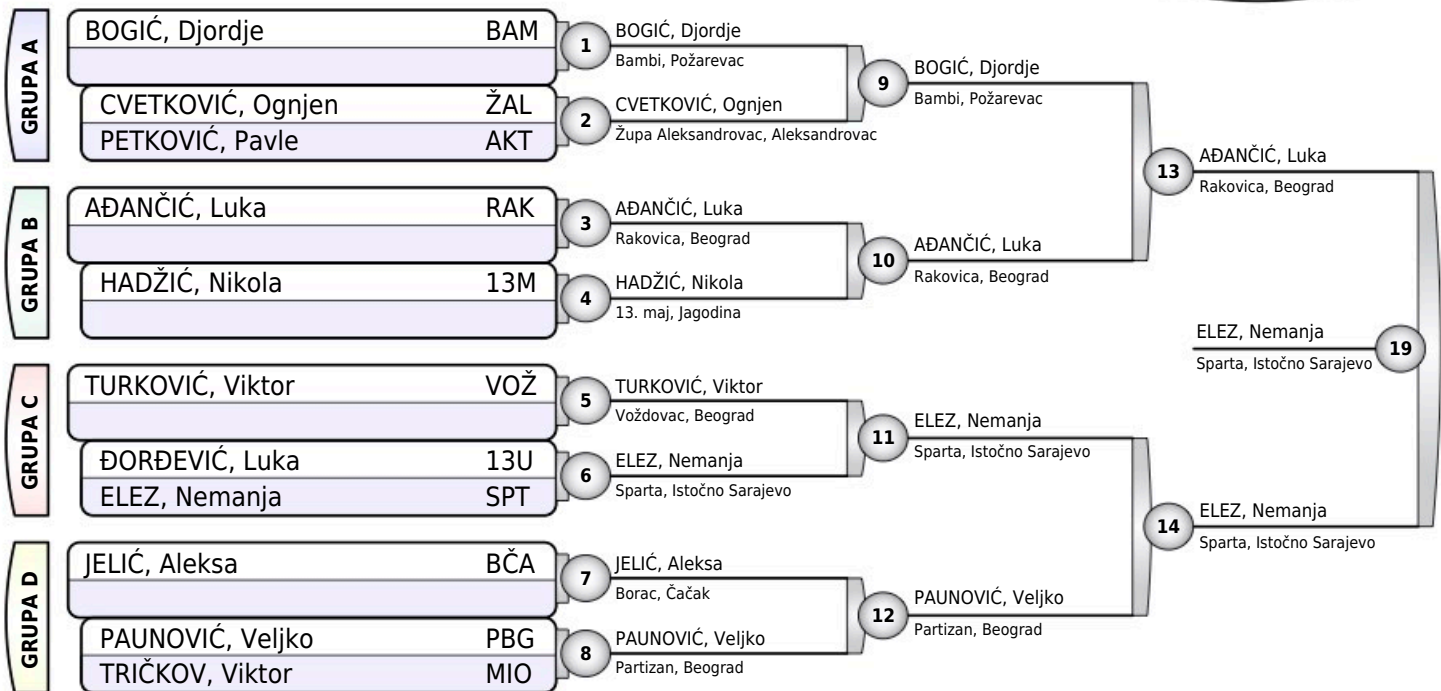 GRUPA A
BOGIĆ, Djordje BAM
CVETKOVIĆ, Ognjen ŽAL
PETKOVIĆ, Pavle AKT
GRUPA B
AĐANČIĆ, Luka RAK
HADŽIĆ, Nikola 13M
GRUPA C
TURKOVIĆ, Viktor VOŽ
ĐORĐEVIĆ, Luka 13U
ELEZ, Nemanja SPT
GRUPA D
JELIĆ, Aleksa BČA
PAUNOVIĆ, Veljko PBG
TRIČKOV, Viktor MIO
1
BOGIĆ, Djordje
Bambi, Požarevac
2
CVETKOVIĆ, Ognjen
Župa Aleksandrovac, Aleksandrovac
3
AĐANČIĆ, Luka
Rakovica, Beograd
4
HADŽIĆ, Nikola
13. maj, Jagodina
5
TURKOVIĆ, Viktor
Voždovac, Beograd
6
ELEZ, Nemanja
Sparta, Istočno Sarajevo
7
JELIĆ, Aleksa
Borac, Čačak
8
PAUNOVIĆ, Veljko
Partizan, Beograd
9
BOGIĆ, Djordje
Bambi, Požarevac
10
AĐANČIĆ, Luka
Rakovica, Beograd
11
ELEZ, Nemanja
Sparta, Istočno Sarajevo
12
PAUNOVIĆ, Veljko
Partizan, Beograd
13
AĐANČIĆ, Luka
Rakovica, Beograd
14
ELEZ, Nemanja
Sparta, Istočno Sarajevo
ELEZ, Nemanja
Sparta, Istočno Sarajevo
19